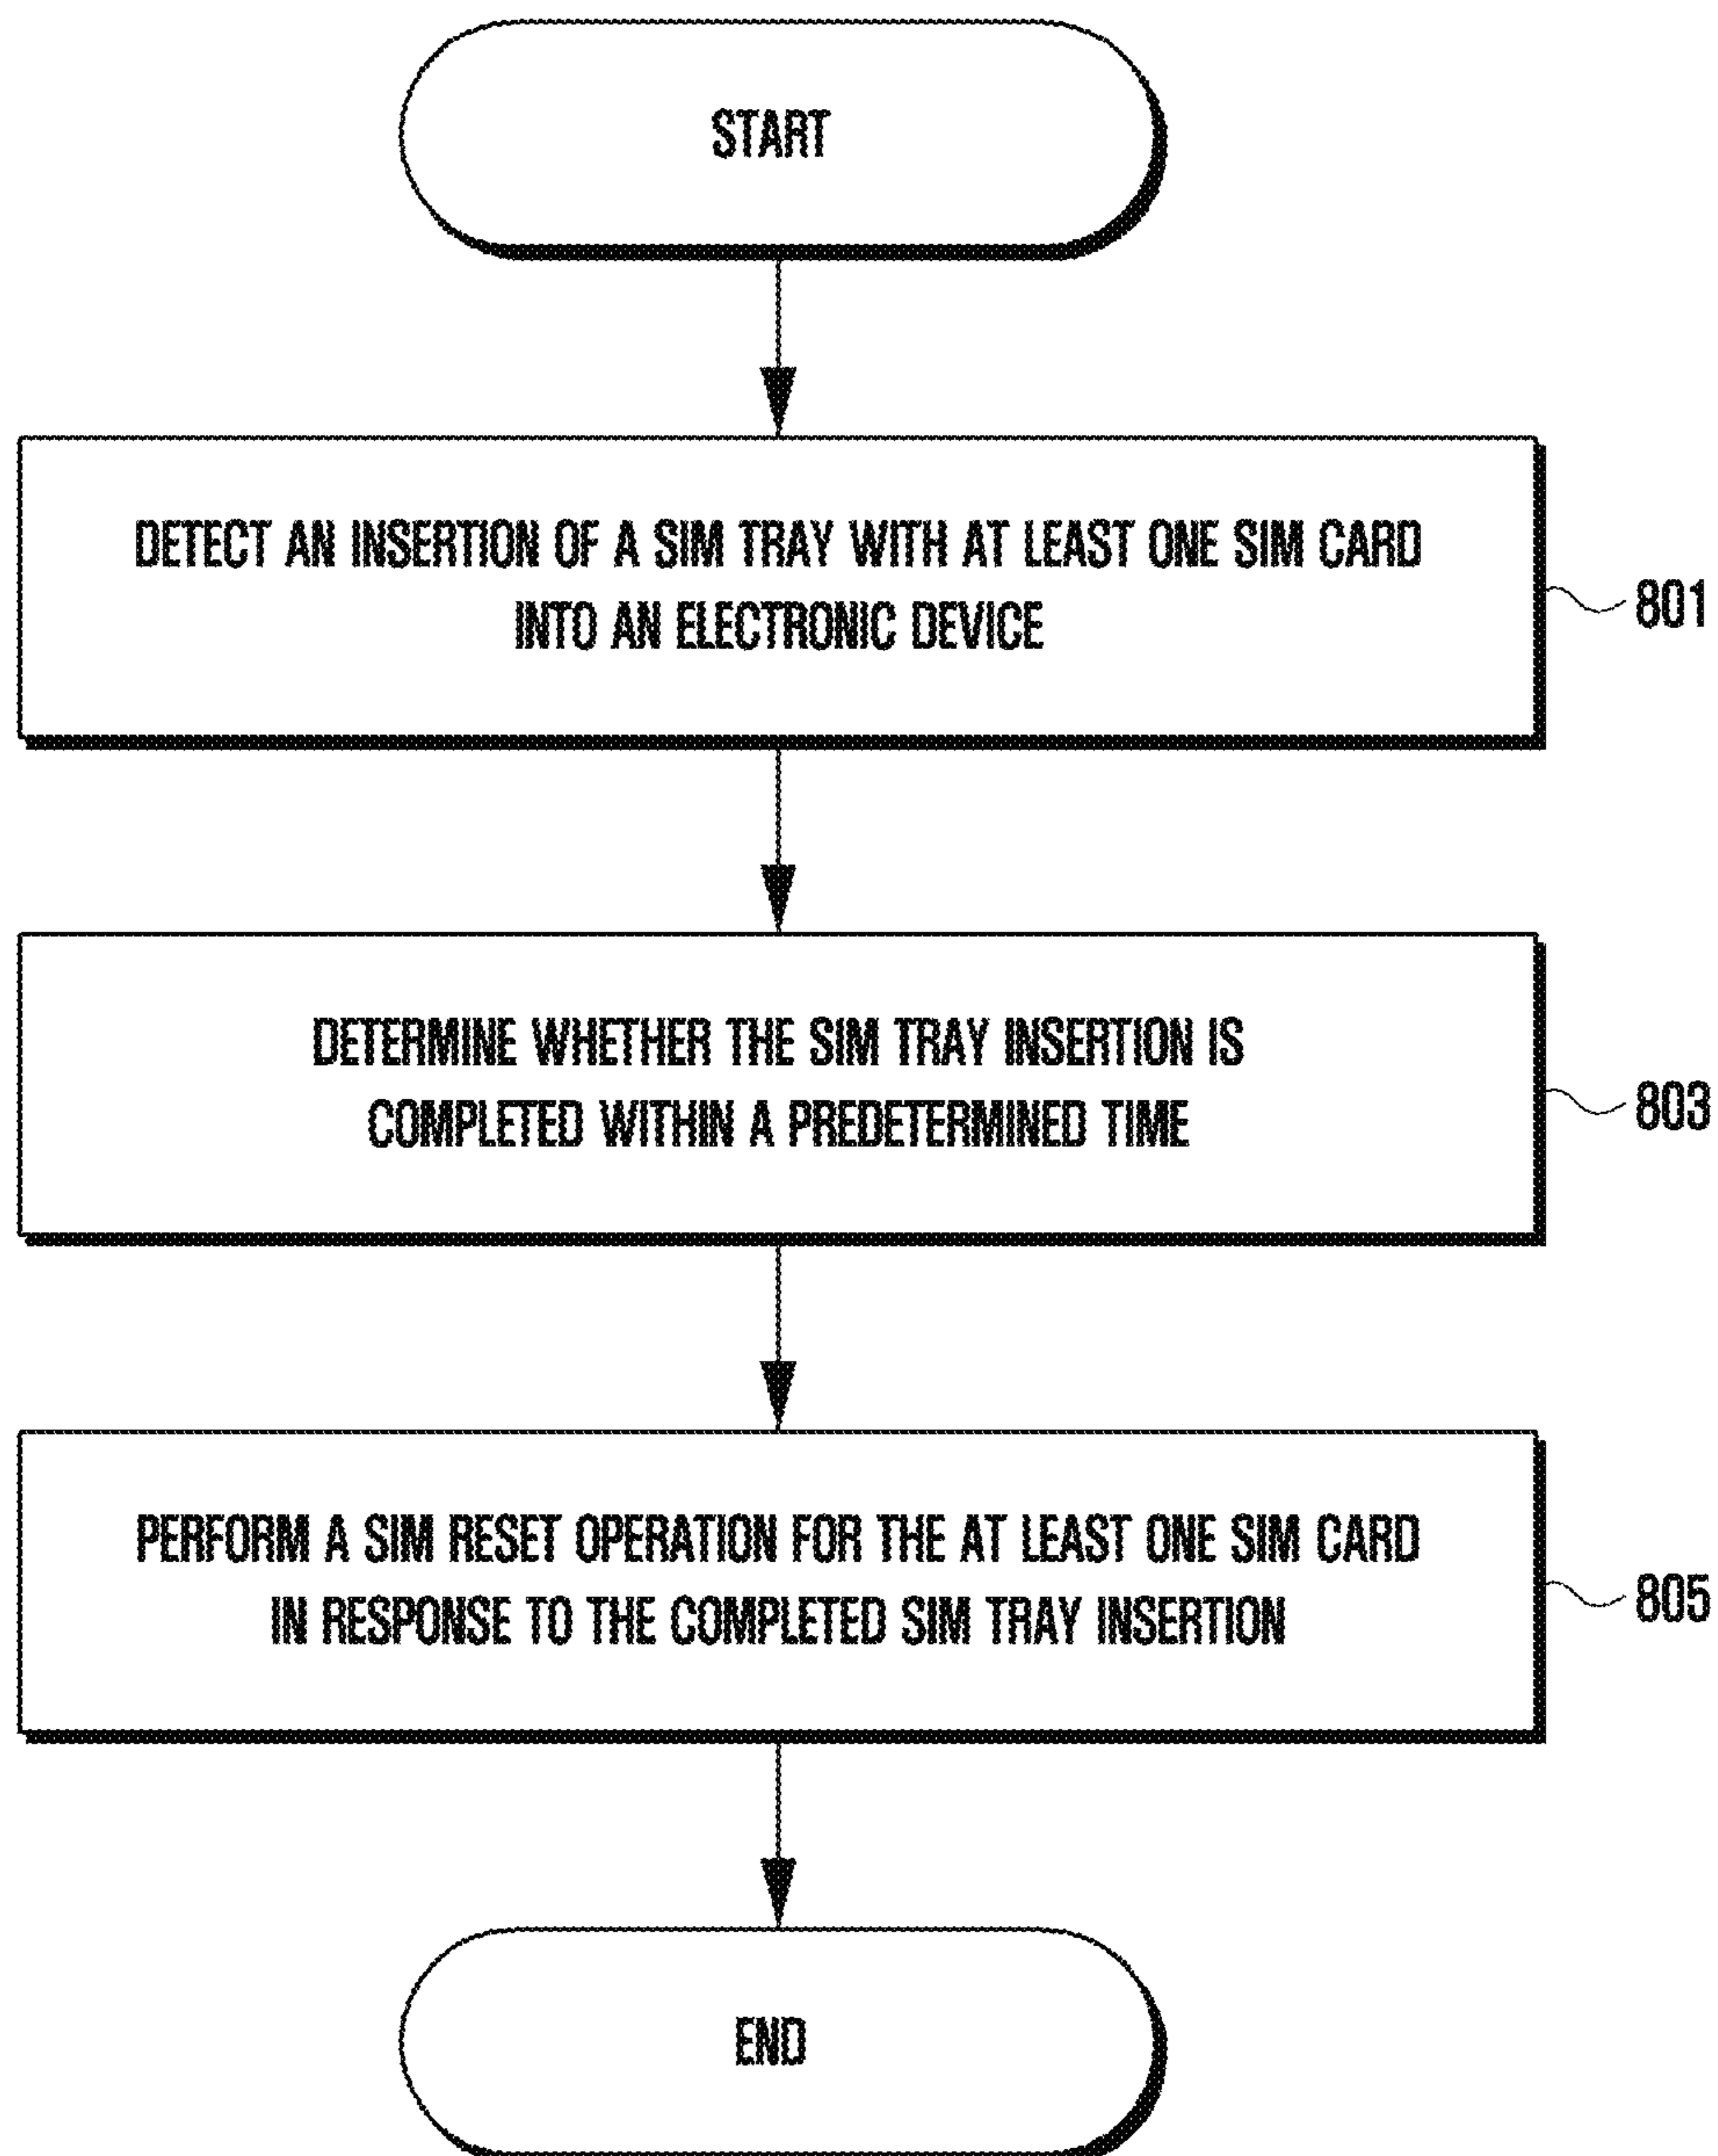 START
DETECT AN INSERTION OF A SIM TRAY WITH AT LEAST ONE SIM CARD
INTO AN ELECTRONIC DEVICE
801
DETERMINE WHETHER THE SIM TRAY INSERTION IS
COMPLETED WITHIN A PREDETERMINED TIME
803
PERFORM A SIM RESET OPERATION FOR THE AT LEAST ONE SIM CARD
IN RESPONSE TO THE COMPLETED SIM TRAY INSERTION
805
END